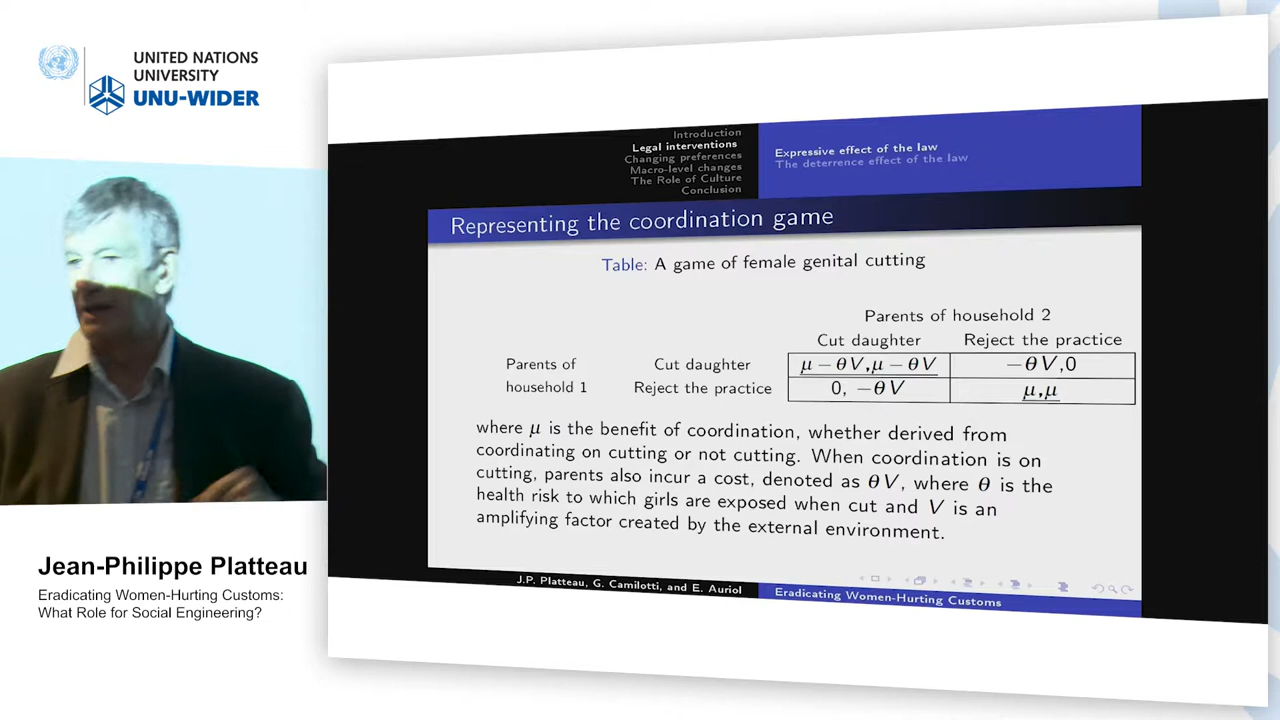 UNITED NATIONS
UNIVERSITY
UNU-WIDER
Introduction
Legal interventions
Changing preferences
Macro-level changes
The Role of Culture
Conclusion
Expressive effect of the law
The deterrence effect of the law
Representing the coordination game
Table: A game of female genital cutting
Parents of household 2
Cut daughter Reject the practice
Parents of Cut daughter μ − θV,μ − θV −θV,0
household 1 Reject the practice 0, −θV μ,μ
where μ is the benefit of coordination, whether derived from
coordinating on cutting or not cutting. When coordination is on
cutting, parents also incur a cost, denoted as θV, where θ is the
health risk to which girls are exposed when cut and V is an
amplifying factor created by the external environment.
J.P. Platteau, G. Camilotti, and E. Auriol
Eradicating Women-Hurting Customs
Jean-Philippe Platteau
Eradicating Women-Hurting Customs:
What Role for Social Engineering?